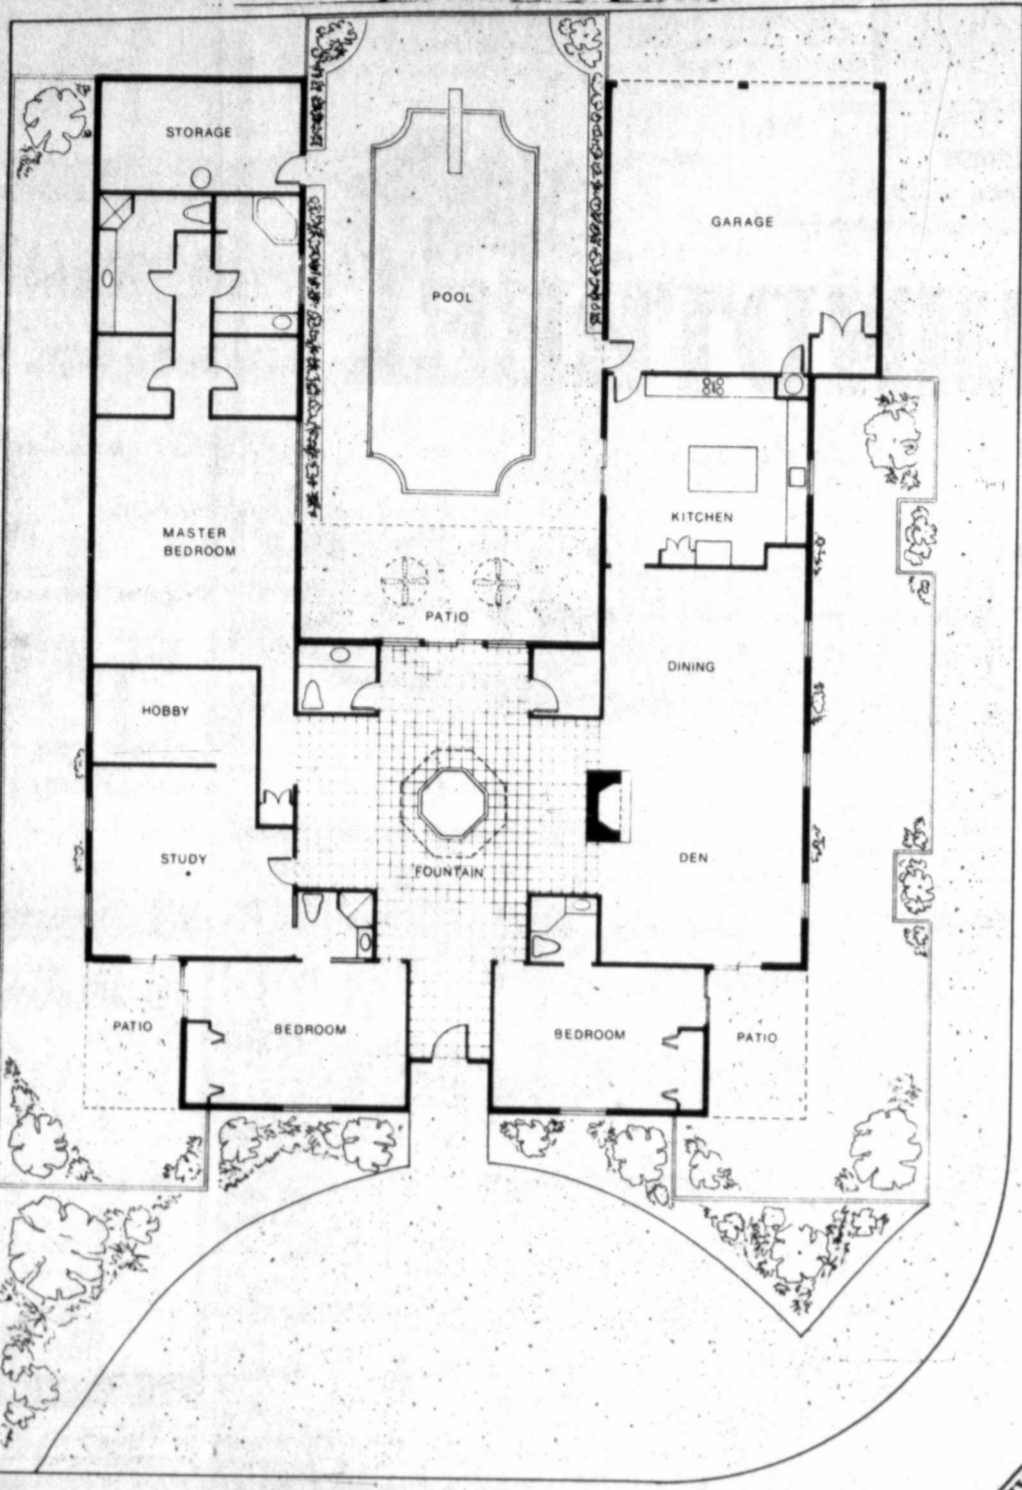 STORAGE
GARAGE
POOL
KITCHEN
MASTER
BEDROOM
PATIO
DINING
HOBBY
STUDY
DEN
FOUNTAIN
PATIO
BEDROOM
BEDROOM
PATIO